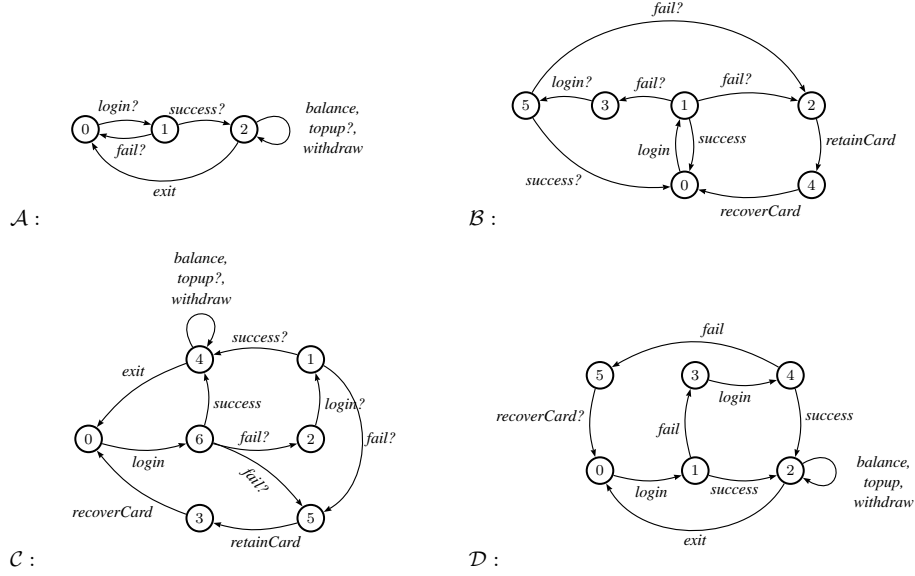 login?
success?
balance,
topup?,
withdraw
0
1
2
fail?
exit
𝒜 :
fail?
login?
fail?
fail?
5
3
1
2
login
success
retainCard
success?
0
4
recoverCard
ℬ :
balance,
topup?,
withdraw
4
success?
1
exit
success
login?
0
6
fail?
2
fail?
login
fail?
recoverCard
3
5
retainCard
𝒞 :
fail
5
3
4
login
recoverCard?
fail
success
0
1
2
balance,
topup,
withdraw
login
success
exit
𝒟 :